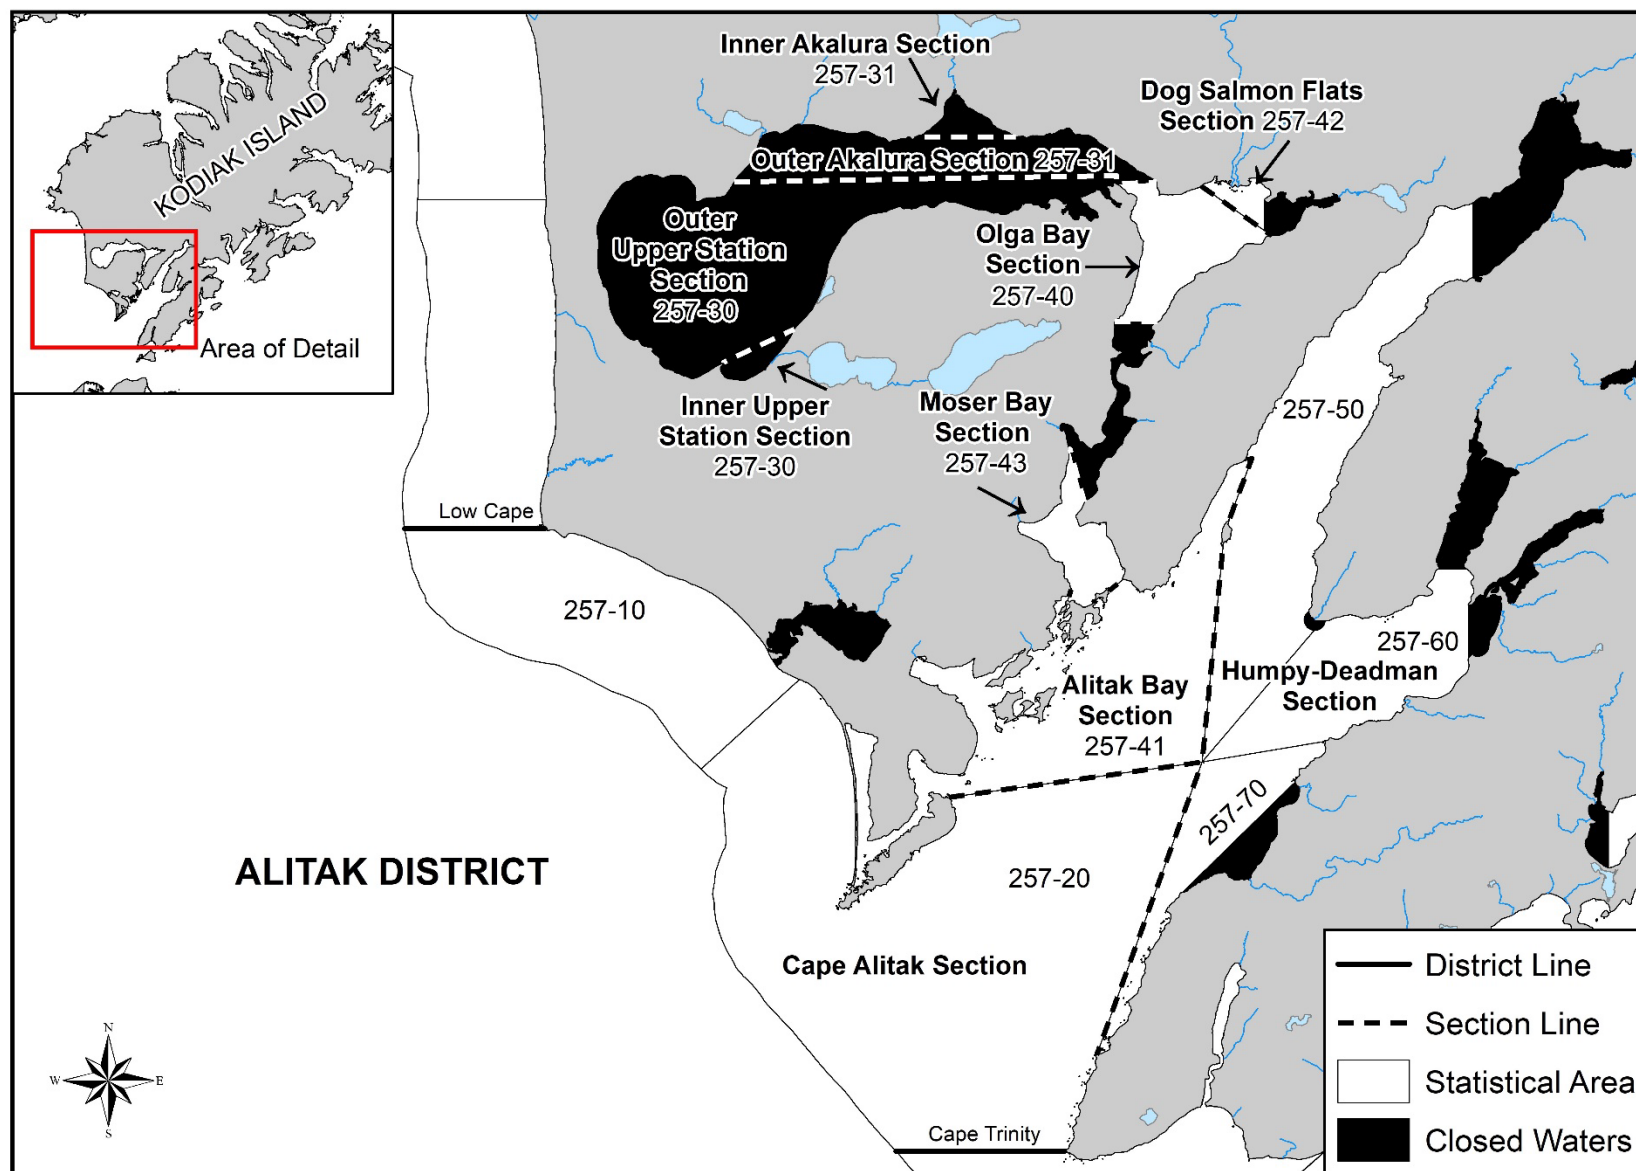 KODIAK ISLAND
Area of Detail
Inner Akalura Section
257-31
Dog Salmon Flats
Section 257-42
Outer Akalura Section 257-31
Outer
Upper Station
Section
257-30
Olga Bay
Section
257-40
Inner Upper
Station Section
257-30
Moser Bay
Section
257-43
257-50
Low Cape
257-10
257-60
Humpy-Deadman
Section
Alitak Bay
Section
257-41
257-70
ALITAK DISTRICT
257-20
Cape Alitak Section
Cape Trinity
N
W
E
S
District Line
Section Line
Statistical Area
Closed Waters